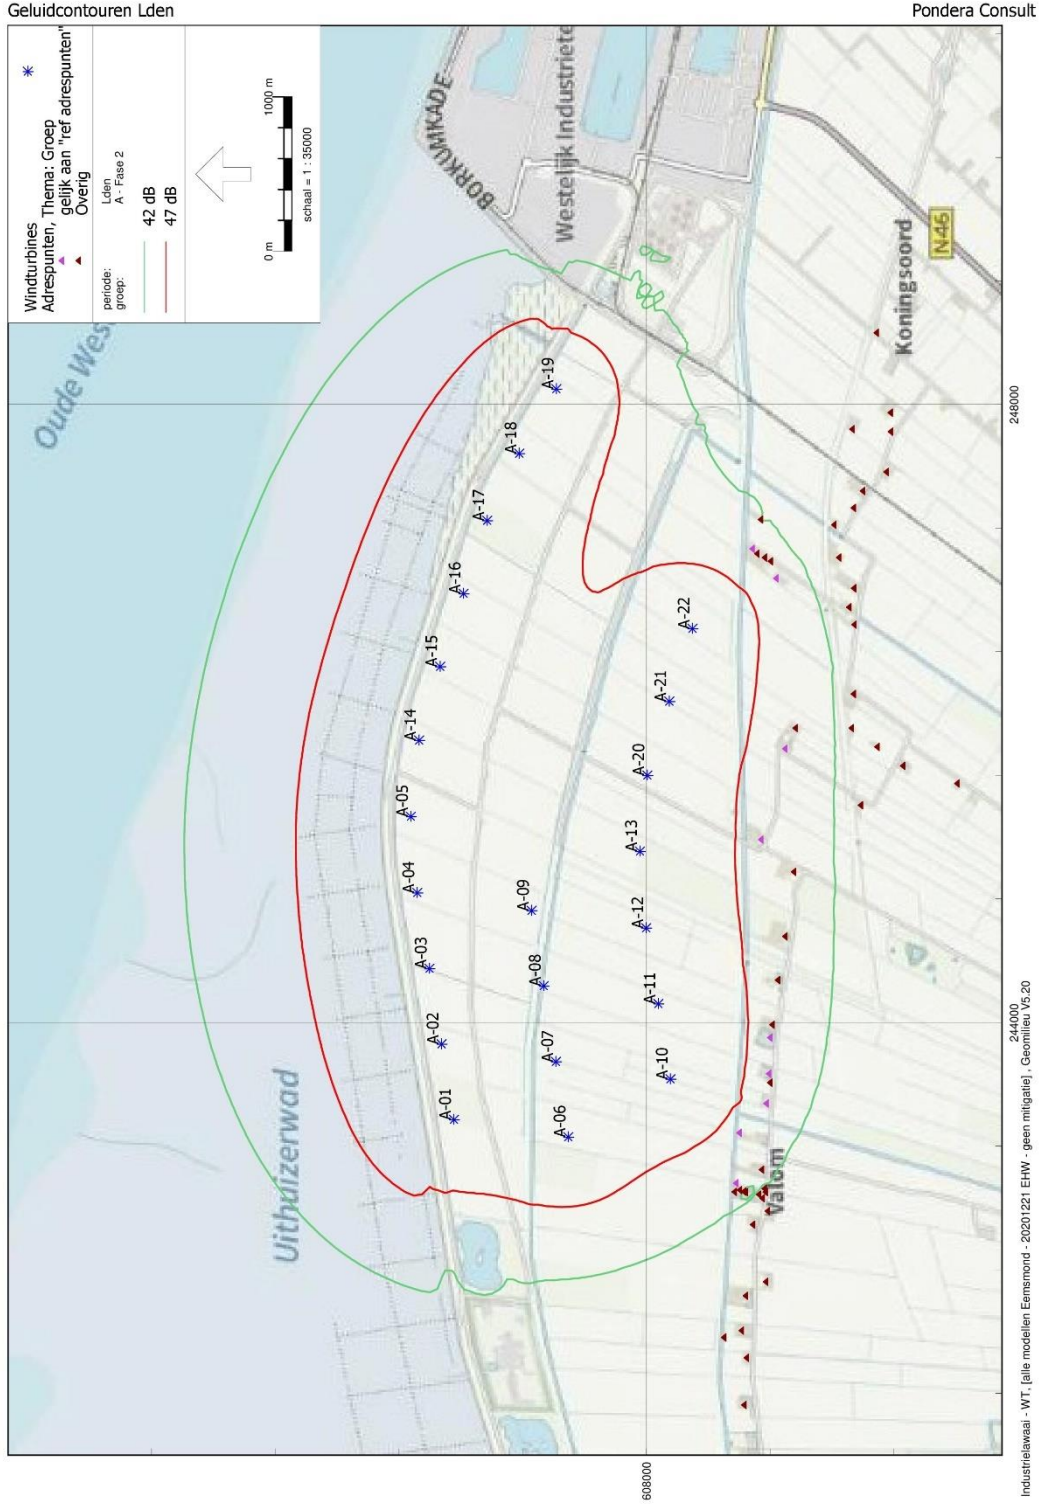 Geluidcontouren Lden
Pondera Consult
Windturbines
Adrespunten, Thema: Groep
gelijk aan "ref adrespunten"
Overig
periode: Lden
groep: A - Fase 2
42 dB
47 dB
0 m 1000 m
schaal = 1 : 35000
Oude Wes
BORKUMKADE
Westelijk Industriete
Koningsoord
N46
Uithuizerwad
Valom
A-01
A-02
A-03
A-04
A-05
A-14
A-15
A-16
A-17
A-18
A-19
A-06
A-07
A-08
A-09
A-10
A-11
A-12
A-13
A-20
A-21
A-22
244000
248000
608000
Industrielawaai - WT, [alle modellen Eemsmond - 20201221 EHW - geen mitigatie] , Geomilieu V5.20